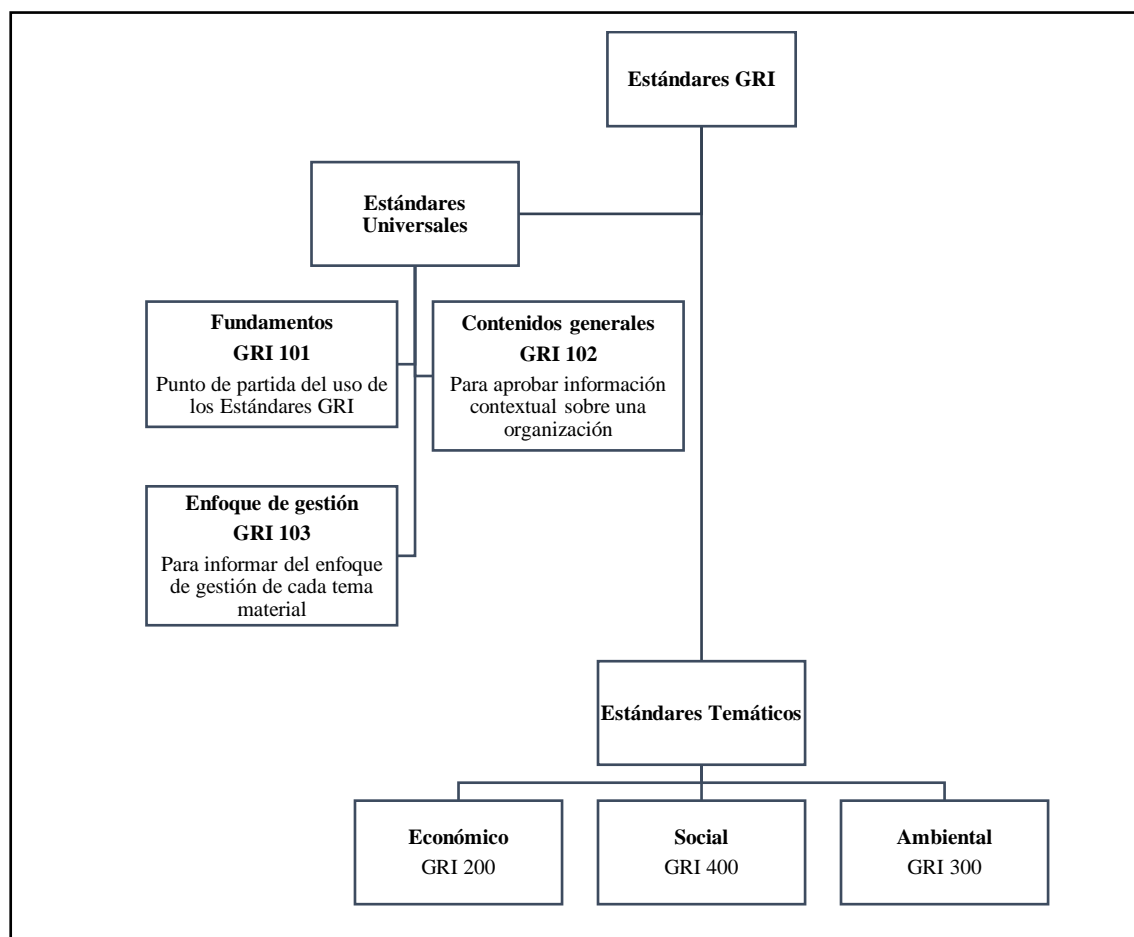 Estándares GRI
Estándares
Universales
Fundamentos
GRI 101
Punto de partida del uso de
los Estándares GRI
Contenidos generales
GRI 102
Para aprobar información
contextual sobre una
organización
Enfoque de gestión
GRI 103
Para informar del enfoque
de gestión de cada tema
material
Estándares Temáticos
Económico
GRI 200
Social
GRI 400
Ambiental
GRI 300